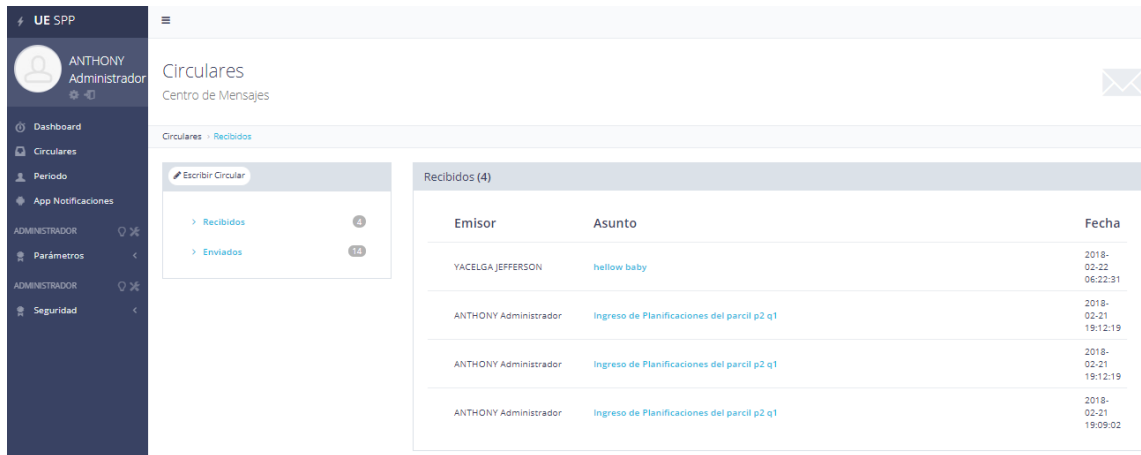 UE SPP
ANTHONY
Administrador
Dashboard
Circulares
Periodo
App Notificaciones
ADMINISTRADOR
Parámetros
ADMINISTRADOR
Seguridad
Circulares
Centro de Mensajes
Circulares › Recibidos
Escribir Circular
> Recibidos 4
> Enviados 14
Recibidos (4)
Emisor Asunto Fecha
YACELGA JEFFERSON hellow baby 2018-
02-22
06:22:31
ANTHONY Administrador Ingreso de Planificaciones del parcil p2 q1 2018-
02-21
19:12:19
ANTHONY Administrador Ingreso de Planificaciones del parcil p2 q1 2018-
02-21
19:12:19
ANTHONY Administrador Ingreso de Planificaciones del parcil p2 q1 2018-
02-21
19:09:02